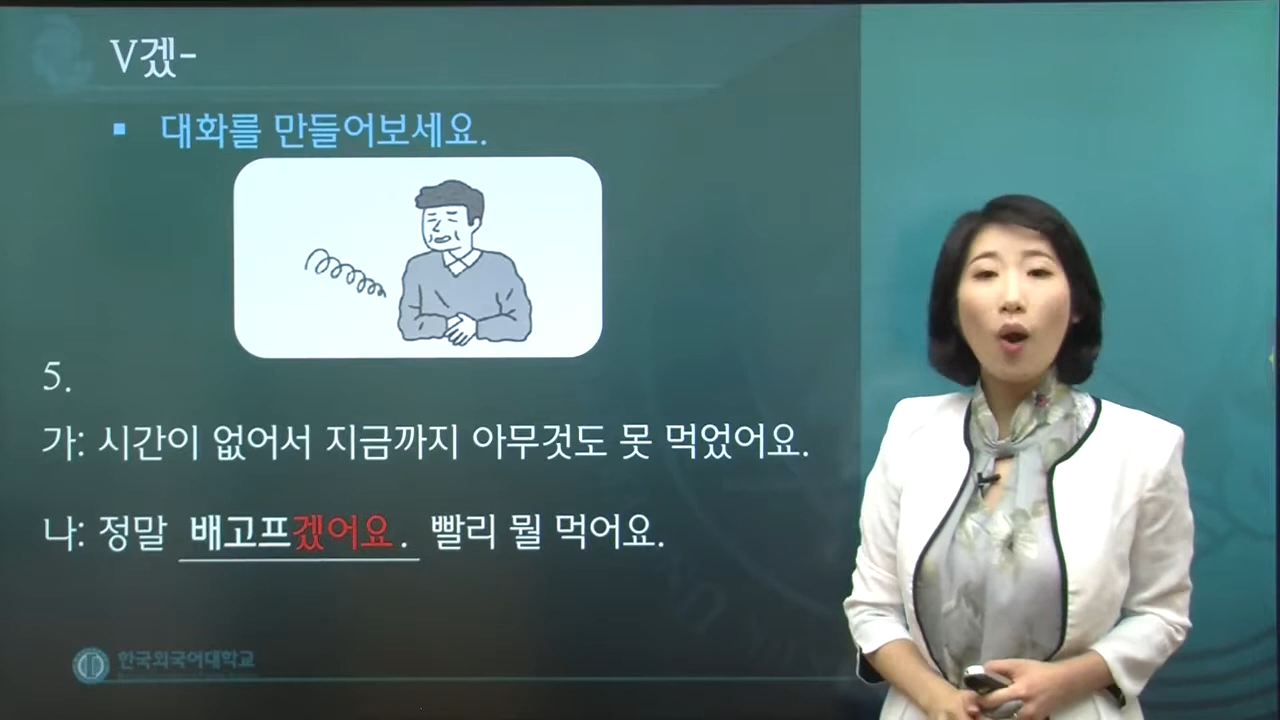 V겠-
▪ 대화를 만들어보세요.
5.
가: 시간이 없어서 지금까지 아무것도 못 먹었어요.
나: 정말 배고프겠어요. 빨리 뭘 먹어요.
한국외국어대학교